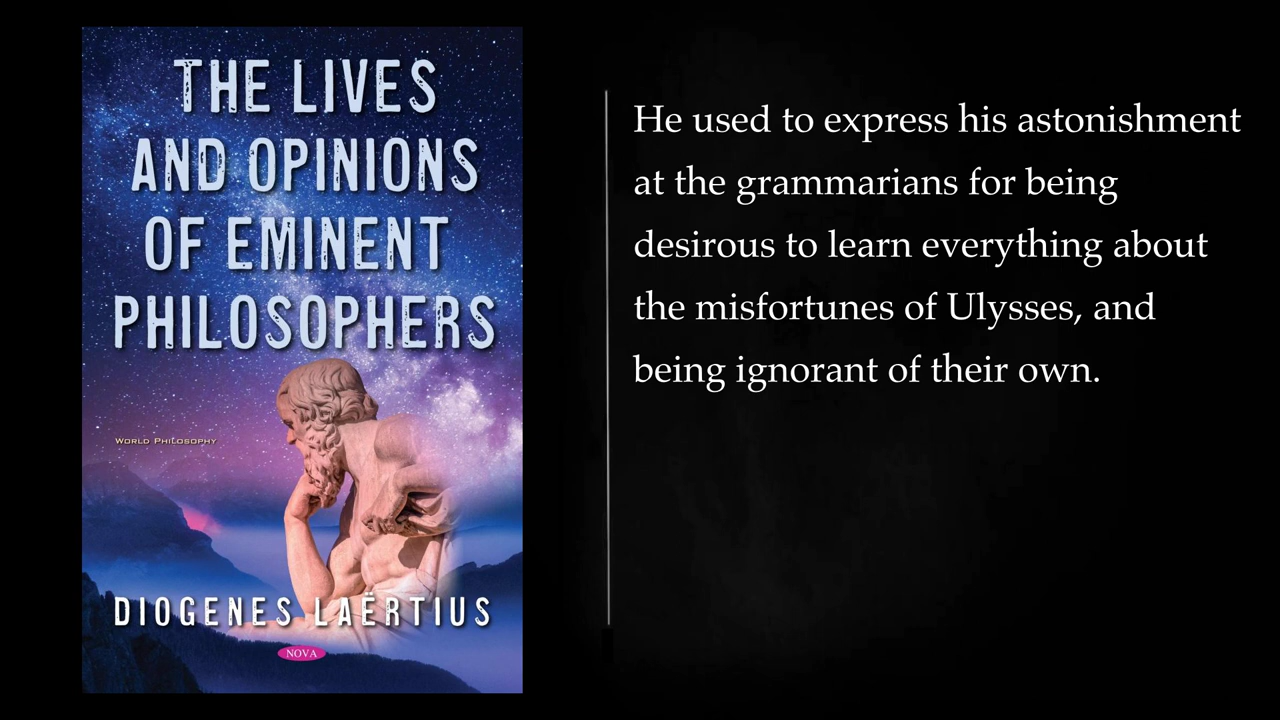 THE LIVES
AND OPINIONS
OF EMINENT
PHILOSOPHERS
WORLD PHILOSOPHY
DIOGENES LAËRTIUS
NOVA
He used to express his astonishment
at the grammarians for being
desirous to learn everything about
the misfortunes of Ulysses, and
being ignorant of their own.